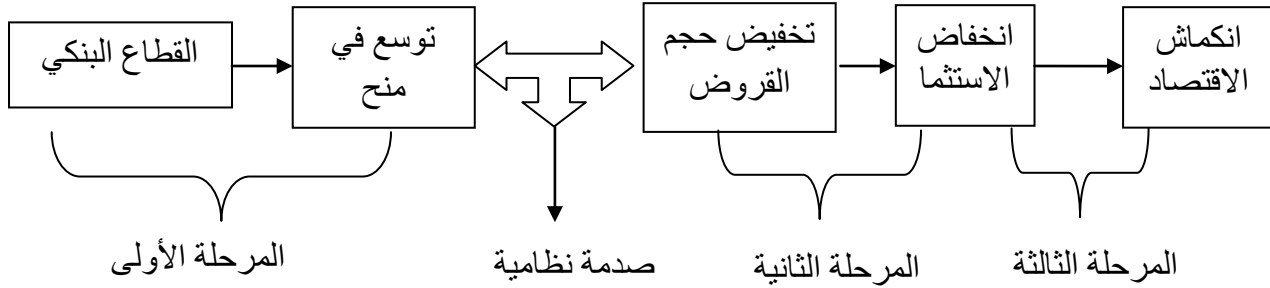 القطاع البنكي
توسع في
منح
تخفيض حجم
القروض
انخفاض
الاستثما
انكماش
الاقتصاد
المرحلة الأولى
صدمة نظامية
المرحلة الثانية
المرحلة الثالثة